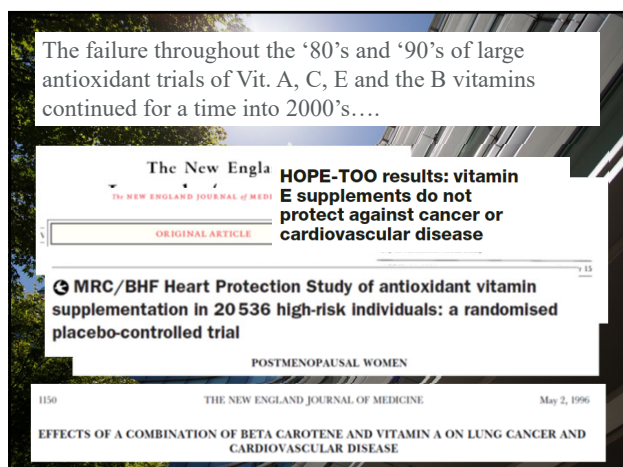 The failure throughout the ‘80’s and ‘90’s of large
antioxidant trials of Vit. A, C, E and the B vitamins
continued for a time into 2000’s….
The New Engla
The NEW ENGLAND JOURNAL of MEDI
ORIGINAL ARTICLE
HOPE-TOO results: vitamin
E supplements do not
protect against cancer or
cardiovascular disease
MRC/BHF Heart Protection Study of antioxidant vitamin
supplementation in 20 536 high-risk individuals: a randomised
placebo-controlled trial
POSTMENOPAUSAL WOMEN
1150 THE NEW ENGLAND JOURNAL OF MEDICINE May 2, 1996
EFFECTS OF A COMBINATION OF BETA CAROTENE AND VITAMIN A ON LUNG CANCER AND
CARDIOVASCULAR DISEASE